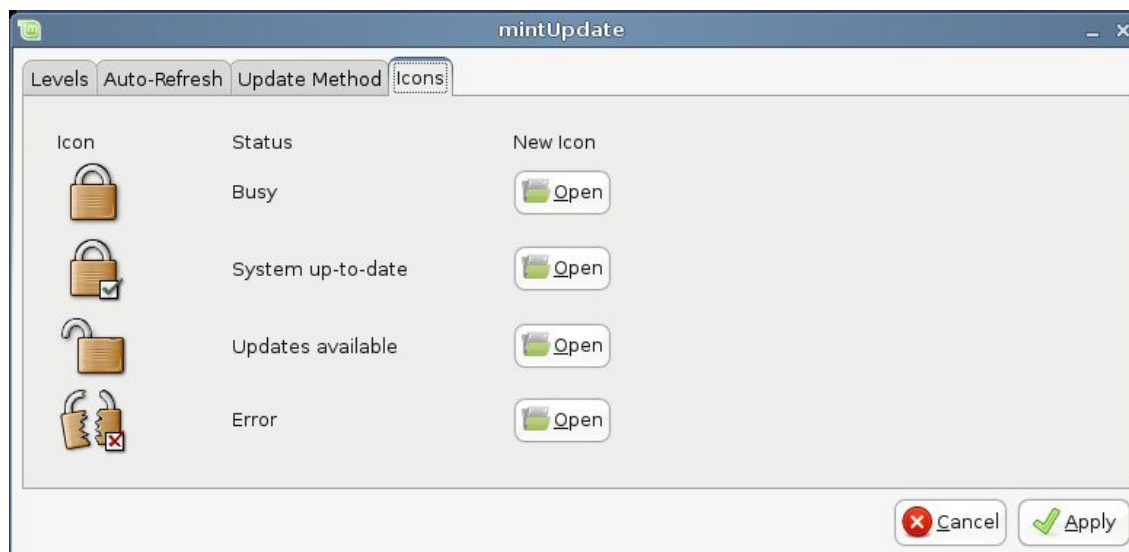 mintUpdate
Levels Auto-Refresh Update Method Icons
Icon Status New Icon
Busy Open
System up-to-date Open
Updates available Open
Error Open
Cancel Apply